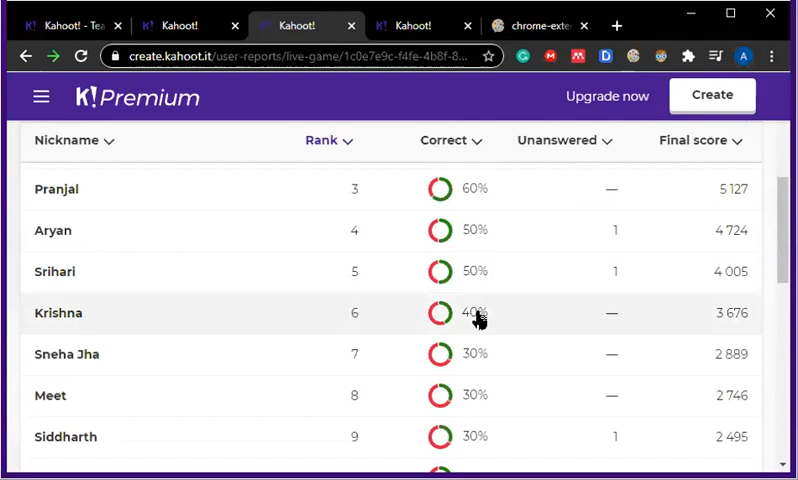 Kahoot! - Tea Kahoot! Kahoot! Kahoot! chrome-exte
create.kahoot.it/user-reports/live-game/1c0e7e9c-f4fe-4b8f-8...
K! Premium Upgrade now Create
Nickname Rank Correct Unanswered Final score
Pranjal 3 60% — 5 127
Aryan 4 50% 1 4 724
Srihari 5 50% 1 4 005
Krishna 6 40% — 3 676
Sneha Jha 7 30% — 2 889
Meet 8 30% — 2 746
Siddharth 9 30% 1 2 495